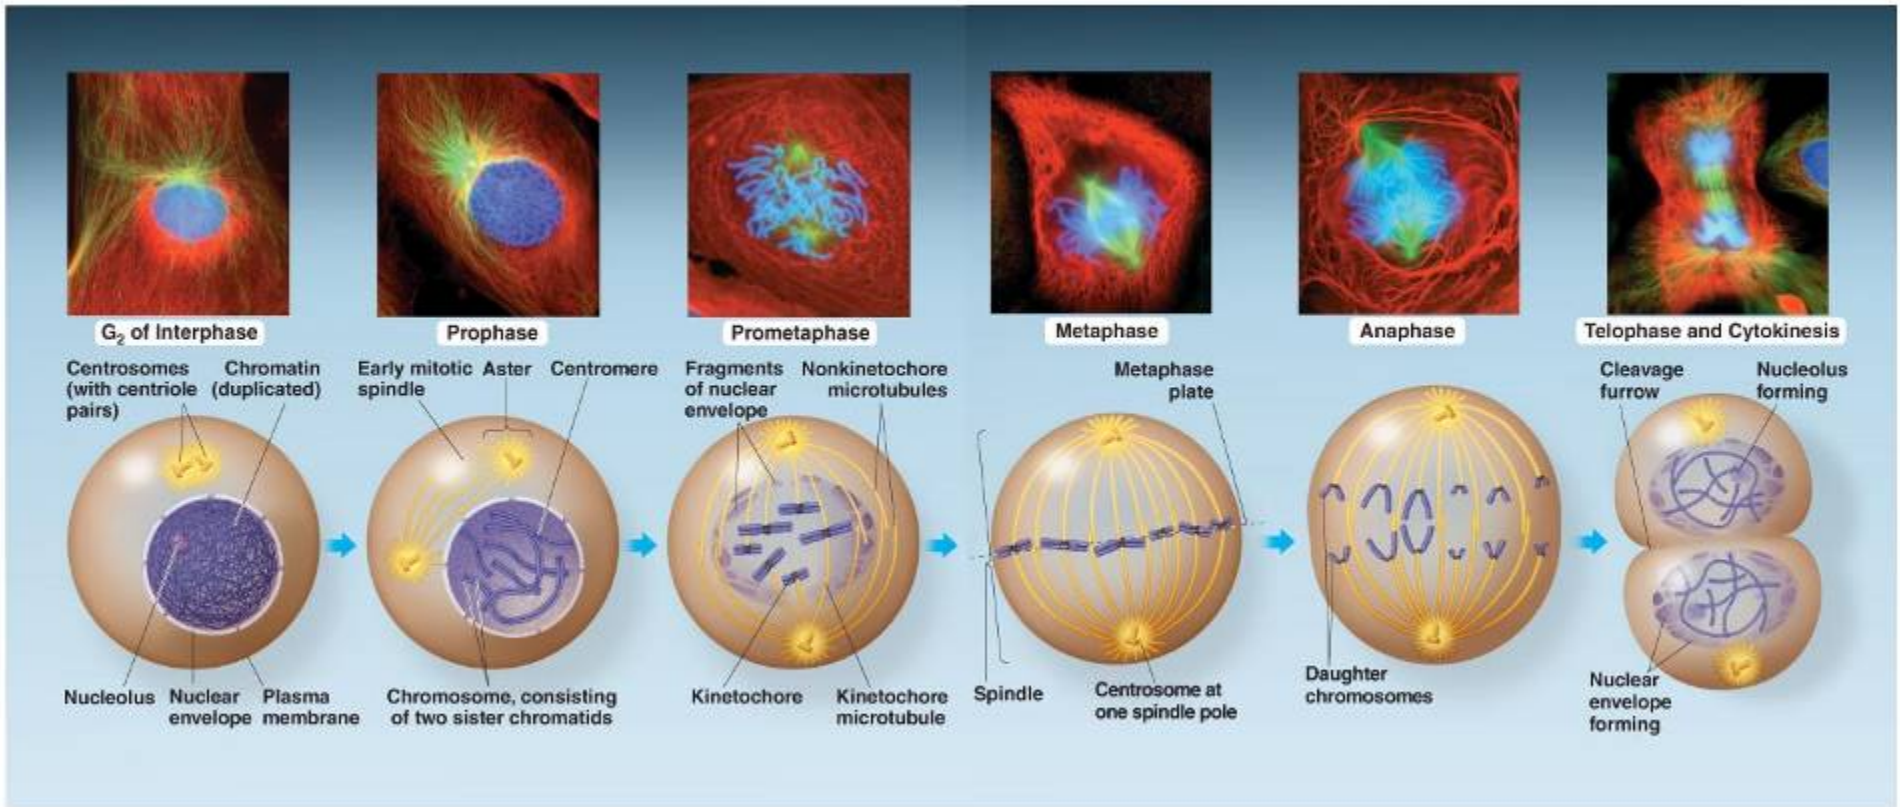 G₂ of Interphase
Prophase
Prometaphase
Metaphase
Anaphase
Telophase and Cytokinesis
Centrosomes
(with centriole
pairs)
Chromatin
(duplicated)
Early mitotic
spindle
Aster
Centromere
Fragments
of nuclear
envelope
Nonkinetochore
microtubules
Metaphase
plate
Cleavage
furrow
Nucleolus
forming
Nucleolus
Nuclear
envelope
Plasma
membrane
Chromosome, consisting
of two sister chromatids
Kinetochore
Kinetochore
microtubule
Spindle
Centrosome at
one spindle pole
Daughter
chromosomes
Nuclear
envelope
forming